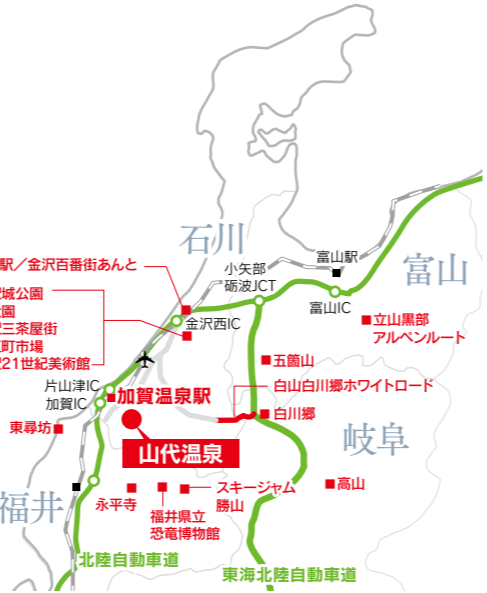 石川
富山
富山駅
小矢部
砺波JCT
駅／金沢百番街あんと
城公園
園
三茶屋街
町市場
21世紀美術館
金沢西IC
富山IC
立山黒部
アルペンルート
五箇山
白山白川郷ホワイトロード
片山津IC
加賀IC
加賀温泉駅
白川郷
東尋坊
山代温泉
岐阜
高山
福井
永平寺
福井県立
恐竜博物館
スキージャム
勝山
北陸自動車道
東海北陸自動車道